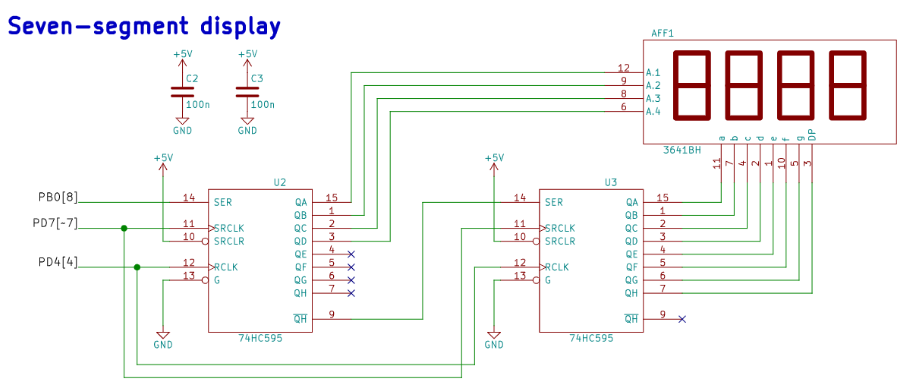 Seven-segment display
AFF1
+5V +5V
C2 C3
100n 100n
GND GND
12 A.1
9 A.2
8 A.3
6 A.4
a b c d e f g DP
3641BH
11 7 4 2 1 10 5 3
+5V +5V
U2 U3
PB0[8] 14 SER QA 15 14 SER QA 15
QB 1 QB 1
PD7[-7] 11 SRCLK QC 2 11 SRCLK QC 2
10 SRCLR QD 3 10 SRCLR QD 3
QE 4 QE 4
PD4[4] 12 RCLK QF 5 12 RCLK QF 5
13 G QG 6 13 G QG 6
QH 7 QH 7
QH 9 QH 9
GND 74HC595 GND 74HC595